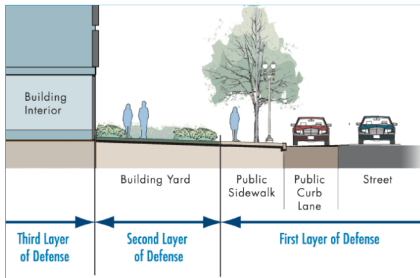 Building
Interior
Building Yard
Public
Sidewalk
Public
Curb
Lane
Street
Third Layer
of Defense
Second Layer
of Defense
First Layer of Defense